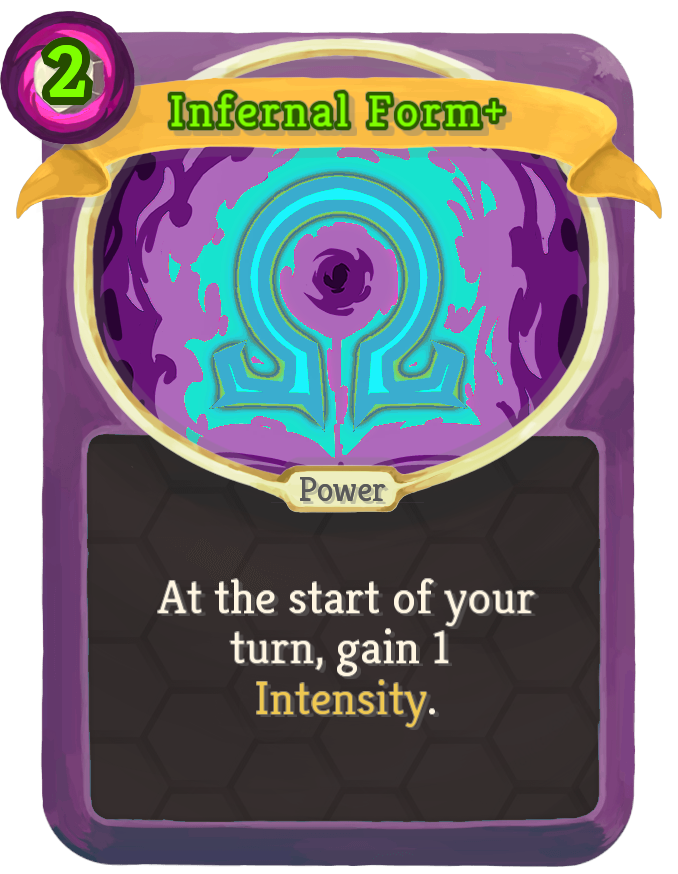 2
Infernal Form+
Power
At the start of your
turn, gain 1
Intensity.